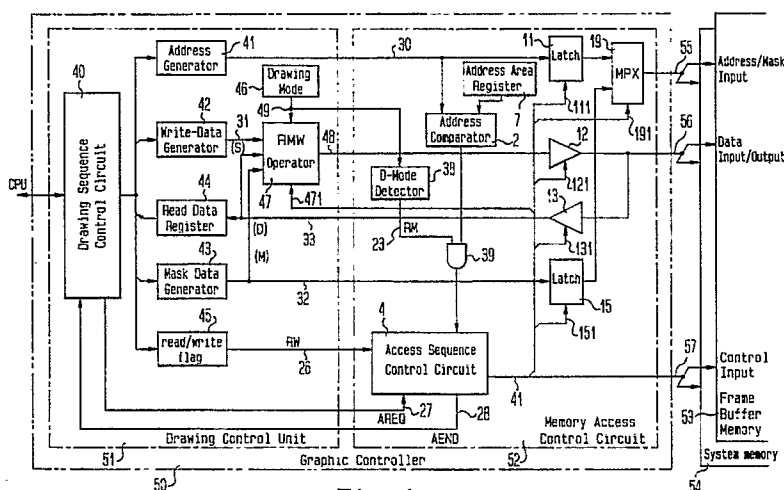 40
Drawing Sequence
Control Circuit
CPU
Address
Generator
41
30
11
Latch
19
MPX
55
Address/Mask
Input
Drawing
Mode
46
49
Address Area
Register
7
111
42
Write-Data
Generator
31
(S)
RMW
Operator
47
48
Address
Comparator
2
12
191
56
Data
Input/Output
44
Read Data
Register
471
D-Mode
Detector
38
121
13
(D)
33
23
RM
39
131
(M)
43
Mask Data
Generator
32
Latch
15
45
read/write
flag
RW
26
4
Access Sequence
Control Circuit
151
57
Control
Input
41
27
28
AREQ
AEND
53
Frame
Buffer
Memory
51
Drawing Control Unit
52
Memory Access
Control Circuit
Graphic Controller
50
System memory
54